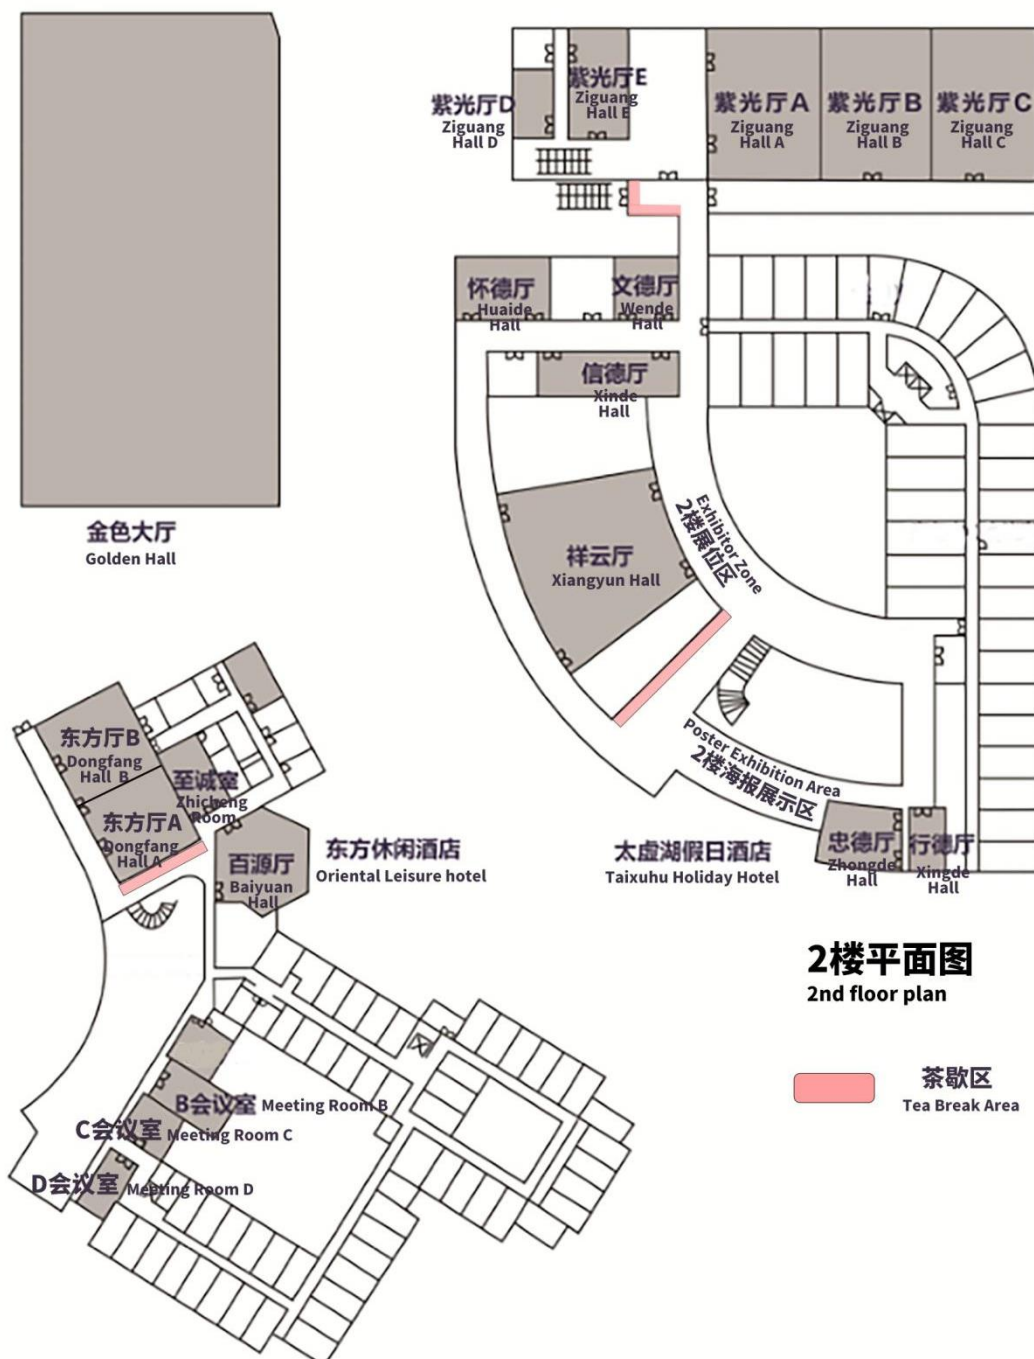 紫光厅D
Ziguang
Hall D
紫光厅E
Ziguang
Hall E
紫光厅A
Ziguang
Hall A
紫光厅B
Ziguang
Hall B
紫光厅C
Ziguang
Hall C
怀德厅
Huaide
Hall
文德厅
Wende
Hall
信德厅
Xinde
Hall
金色大厅
Golden Hall
祥云厅
Xiangyun Hall
Exhibitor Zone
2楼展位区
Poster Exhibition Area
2楼海报展示区
东方厅B
Dongfang
Hall B
至诚室
Zhicheng
Room
东方厅A
Dongfang
Hall A
百源厅
Baiyuan
Hall
东方休闲酒店
Oriental Leisure hotel
太虚湖假日酒店
Taixuhu Holiday Hotel
忠德厅
Zhongde
Hall
行德厅
Xingde
Hall
2楼平面图
2nd floor plan
茶歇区
Tea Break Area
B会议室 Meeting Room B
C会议室 Meeting Room C
D会议室 Meeting Room D